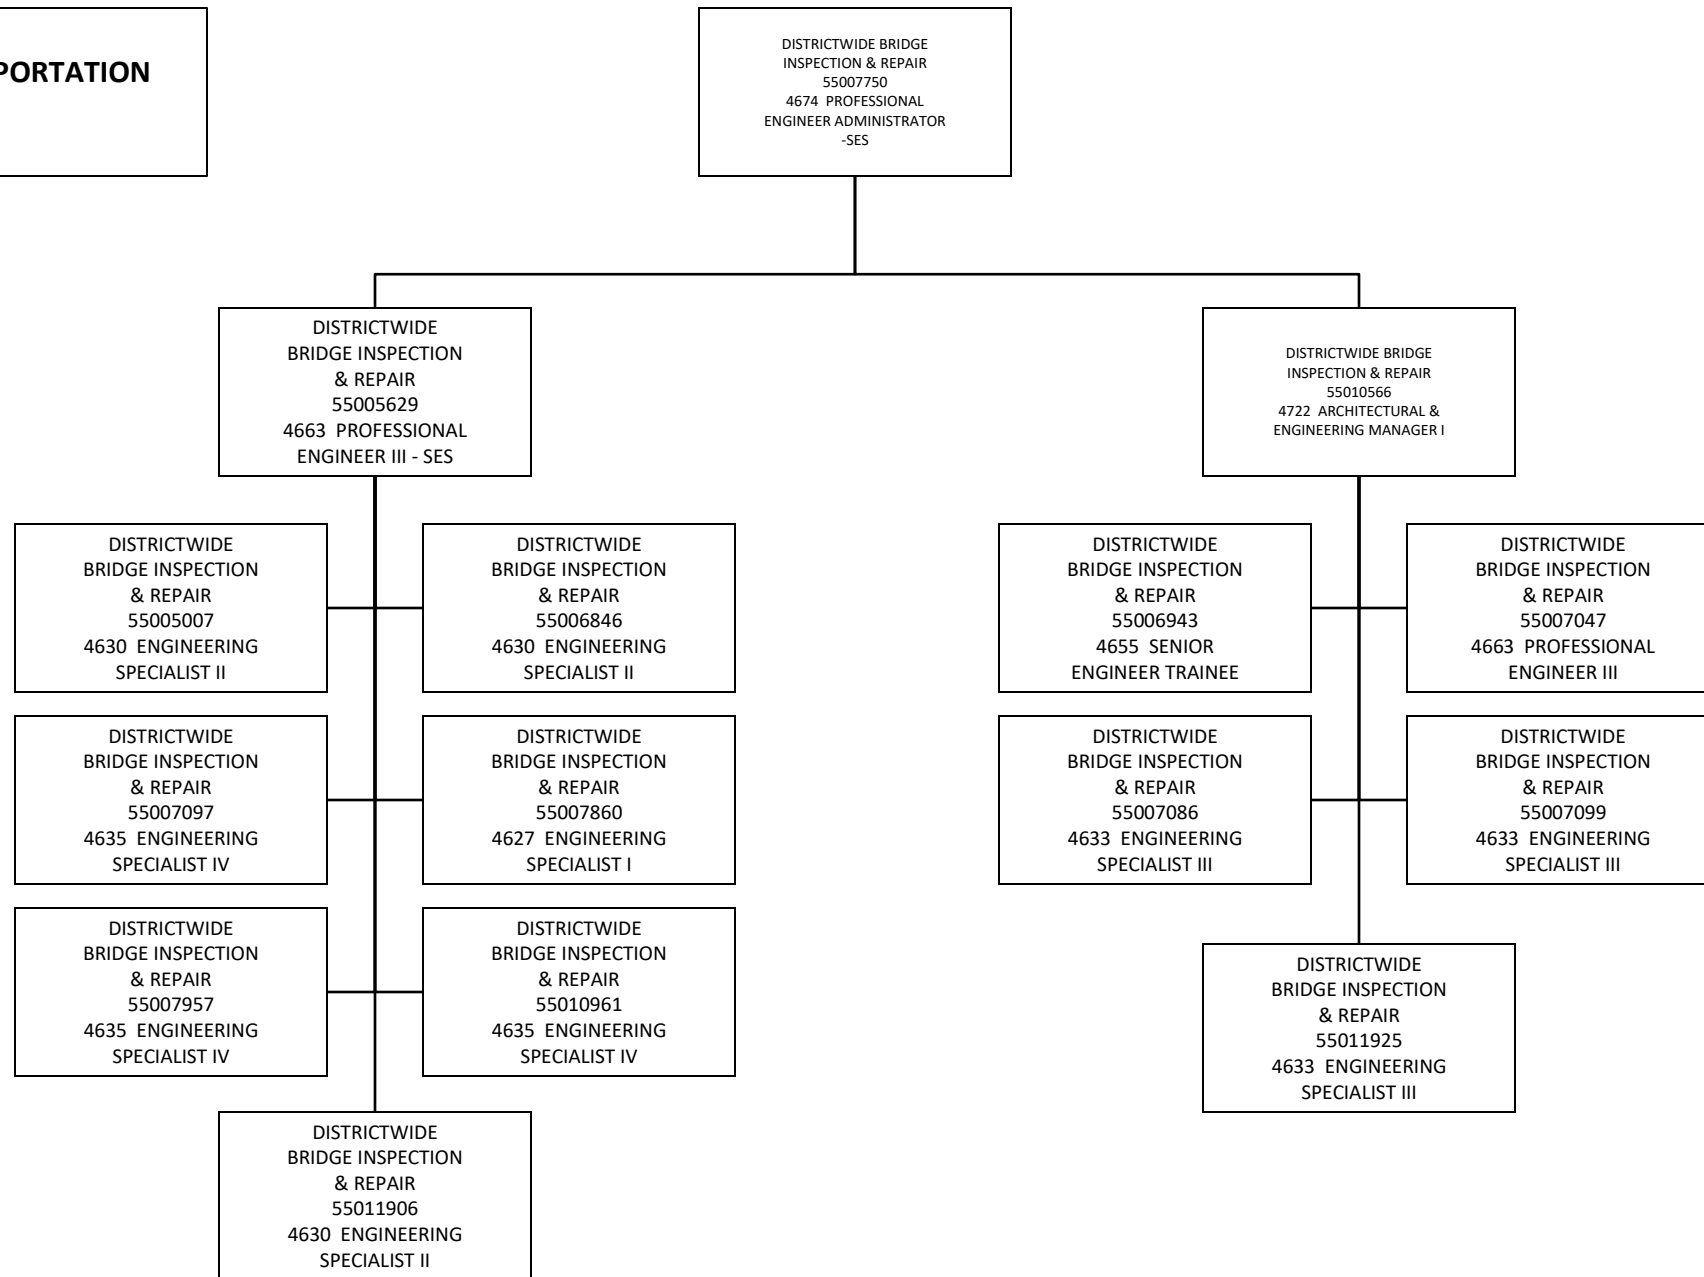 PORTATION
DISTRICTWIDE BRIDGE
INSPECTION & REPAIR
55007750
4674  PROFESSIONAL
ENGINEER ADMINISTRATOR
-SES
DISTRICTWIDE
BRIDGE INSPECTION
& REPAIR
55005629
4663  PROFESSIONAL
ENGINEER III - SES
DISTRICTWIDE BRIDGE
INSPECTION & REPAIR
55010566
4722  ARCHITECTURAL &
ENGINEERING MANAGER I
DISTRICTWIDE
BRIDGE INSPECTION
& REPAIR
55005007
4630  ENGINEERING
SPECIALIST II
DISTRICTWIDE
BRIDGE INSPECTION
& REPAIR
55006846
4630  ENGINEERING
SPECIALIST II
DISTRICTWIDE
BRIDGE INSPECTION
& REPAIR
55006943
4655  SENIOR
ENGINEER TRAINEE
DISTRICTWIDE
BRIDGE INSPECTION
& REPAIR
55007047
4663  PROFESSIONAL
ENGINEER III
DISTRICTWIDE
BRIDGE INSPECTION
& REPAIR
55007097
4635  ENGINEERING
SPECIALIST IV
DISTRICTWIDE
BRIDGE INSPECTION
& REPAIR
55007860
4627  ENGINEERING
SPECIALIST I
DISTRICTWIDE
BRIDGE INSPECTION
& REPAIR
55007086
4633  ENGINEERING
SPECIALIST III
DISTRICTWIDE
BRIDGE INSPECTION
& REPAIR
55007099
4633  ENGINEERING
SPECIALIST III
DISTRICTWIDE
BRIDGE INSPECTION
& REPAIR
55007957
4635  ENGINEERING
SPECIALIST IV
DISTRICTWIDE
BRIDGE INSPECTION
& REPAIR
55010961
4635  ENGINEERING
SPECIALIST IV
DISTRICTWIDE
BRIDGE INSPECTION
& REPAIR
55011925
4633  ENGINEERING
SPECIALIST III
DISTRICTWIDE
BRIDGE INSPECTION
& REPAIR
55011906
4630  ENGINEERING
SPECIALIST II